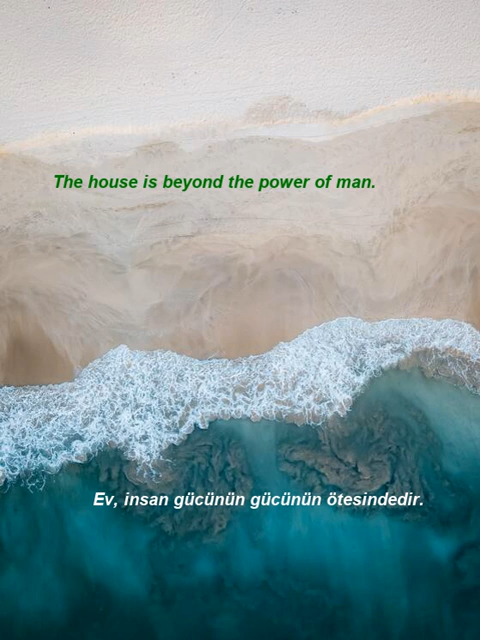 The house is beyond the power of man.
Ev, insan gücünün gücünün ötesindedir.